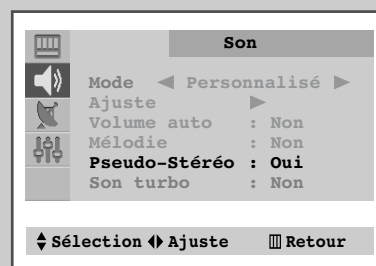 Son
Mode ◀ Personnalisé ▶
Ajuste ▶
Volume auto : Non
Mélodie : Non
Pseudo-Stéréo : Oui
Son turbo : Non
Sélection Ajuste Retour